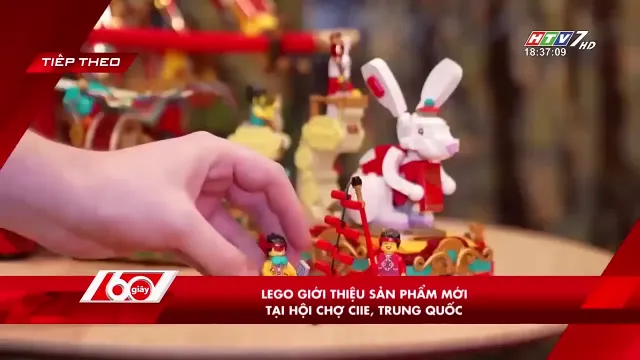 TIẾP THEO
HTV7 HD
18:37:09
60 giây
LEGO GIỚI THIỆU SẢN PHẨM MỚI
TẠI HỘI CHỢ CIIE, TRUNG QUỐC